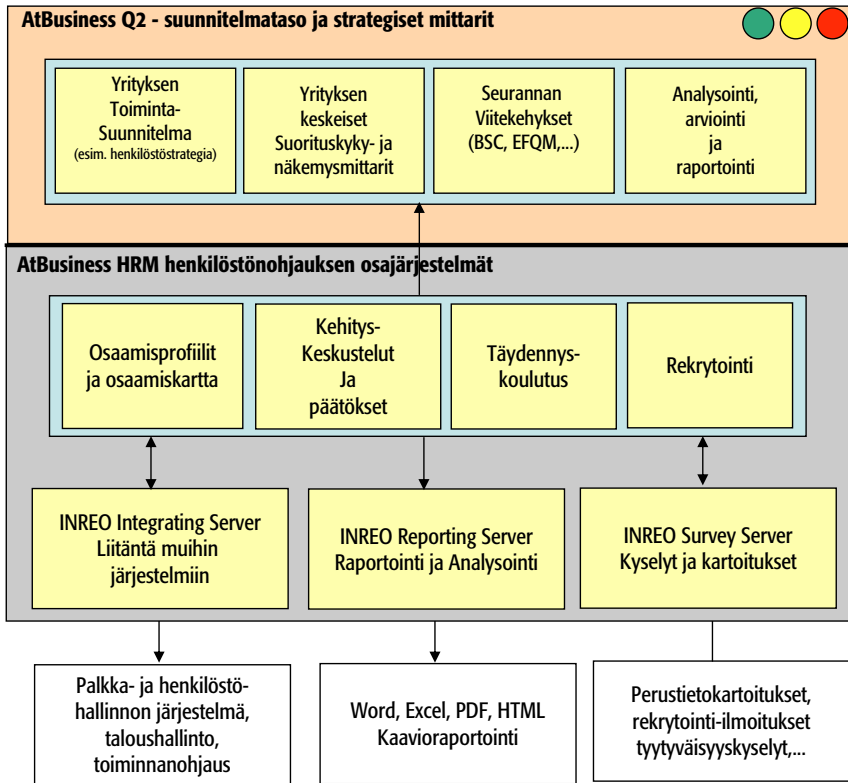 AtBusiness Q2 - suunnitelmataso ja strategiset mittarit
Yrityksen
Toiminta-
Suunnitelma
(esim. henkilöstöstrategia)
Yrityksen
keskeiset
Suorituskyky- ja
näkemysmittarit
Seurannan
Viitekehykset
(BSC, EFQM,...)
Analysointi,
arviointi
ja
raportointi
AtBusiness HRM henkilöstönohjauksen osajärjestelmät
Osaamisprofiilit
ja osaamiskartta
Kehitys-
Keskustelut
Ja
päätökset
Täydennys-
koulutus
Rekrytointi
INREO Integrating Server
Liitäntä muihin
järjestelmiin
INREO Reporting Server
Raportointi ja Analysointi
INREO Survey Server
Kyselyt ja kartoitukset
Palkka- ja henkilöstö-
hallinnon järjestelmä,
taloushallinto,
toiminnanohjaus
Word, Excel, PDF, HTML
Kaavioraportointi
Perustietokartoitukset,
rekrytointi-ilmoitukset
tyytyväisyyskyselyt,...